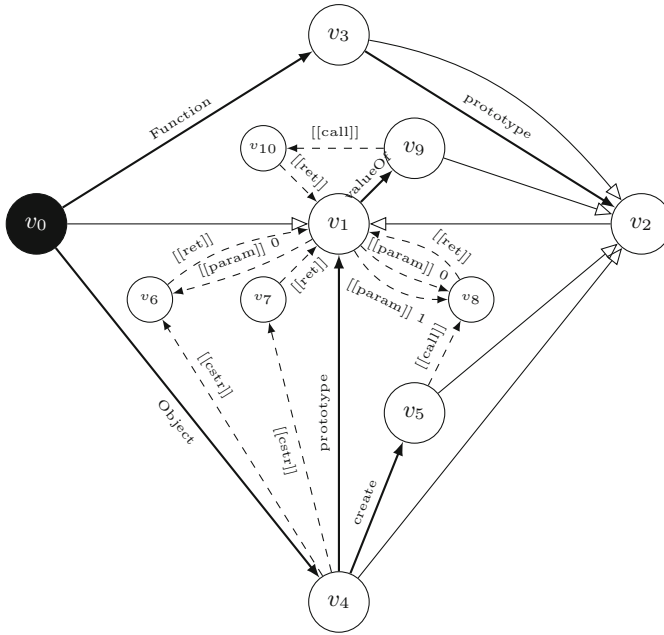 v3
Function
prototype
[[call]]
v10
v9
[[ret]]
valueOf
v0
v1
v2
[[ret]]
[[param]] 0
[[ret]]
[[param]] 0
[[ret]]
v6
v7
[[param]] 1
v8
[[call]]
[[cstr]]
prototype
Object
v5
[[cstr]]
create
v4